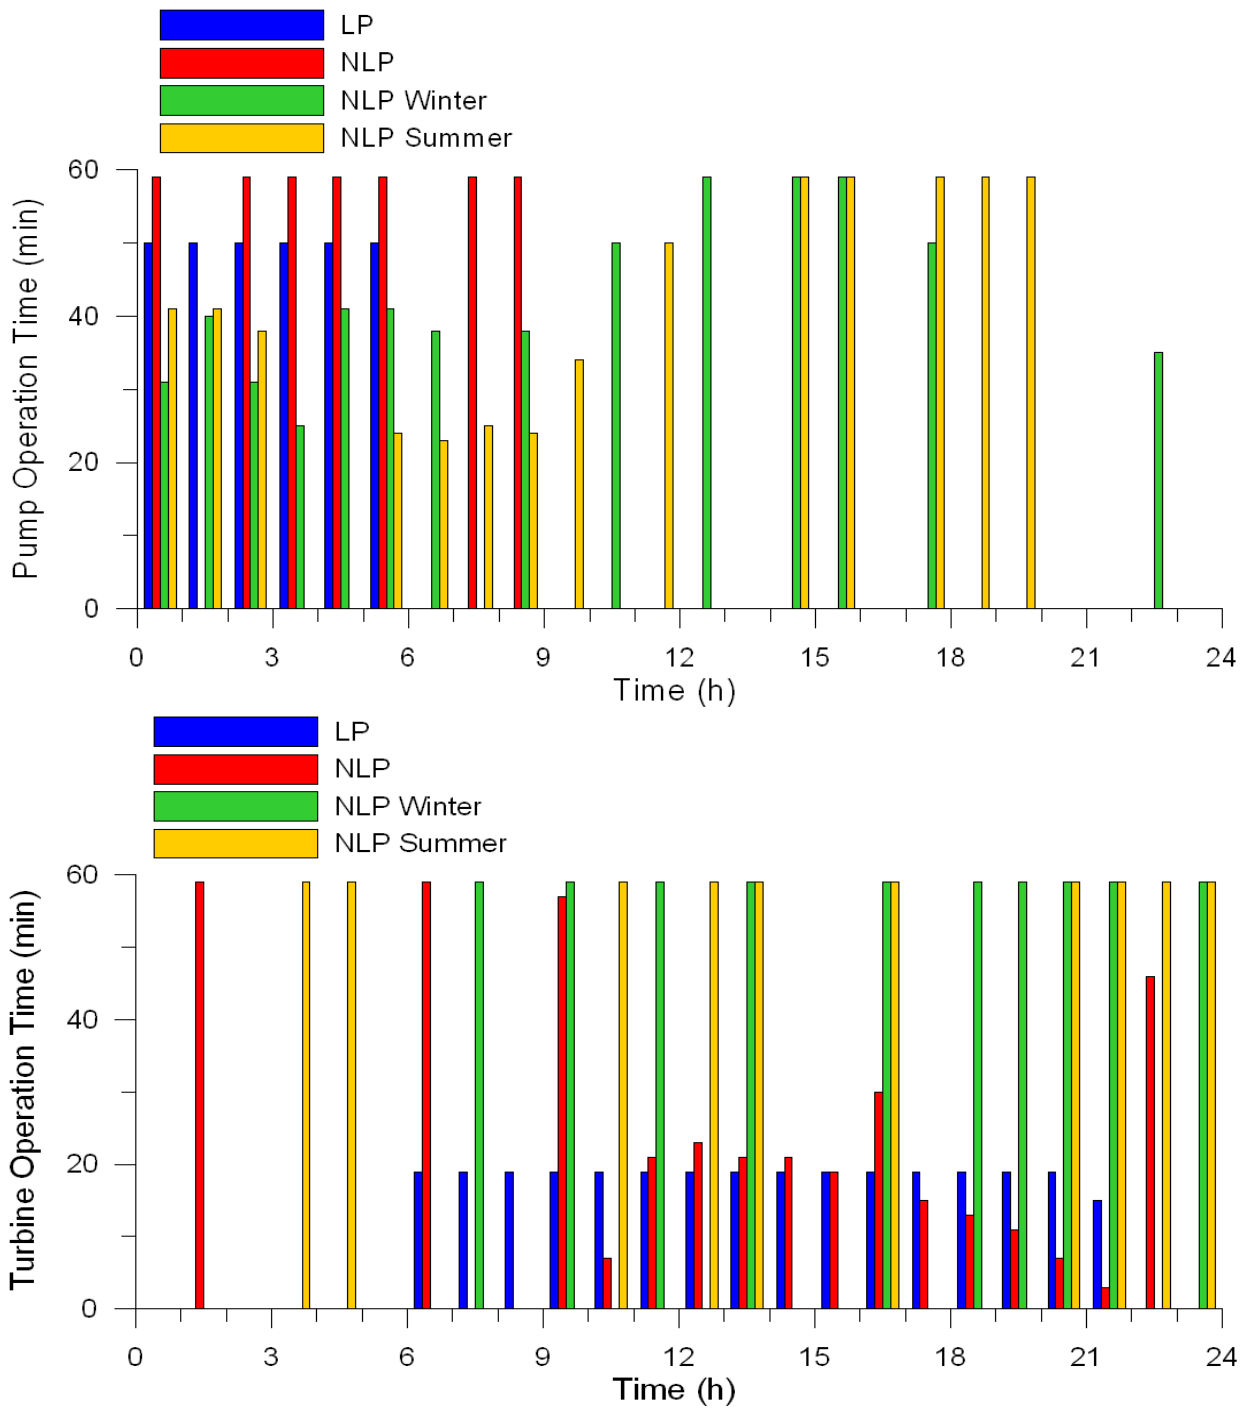 LP
NLP
NLP Winter
NLP Summer
Pump Operation Time (min)
60
40
20
0
0 3 6 9 12 15 18 21 24
Time (h)
LP
NLP
NLP Winter
NLP Summer
Turbine Operation Time (min)
60
40
20
0
0 3 6 9 12 15 18 21 24
Time (h)